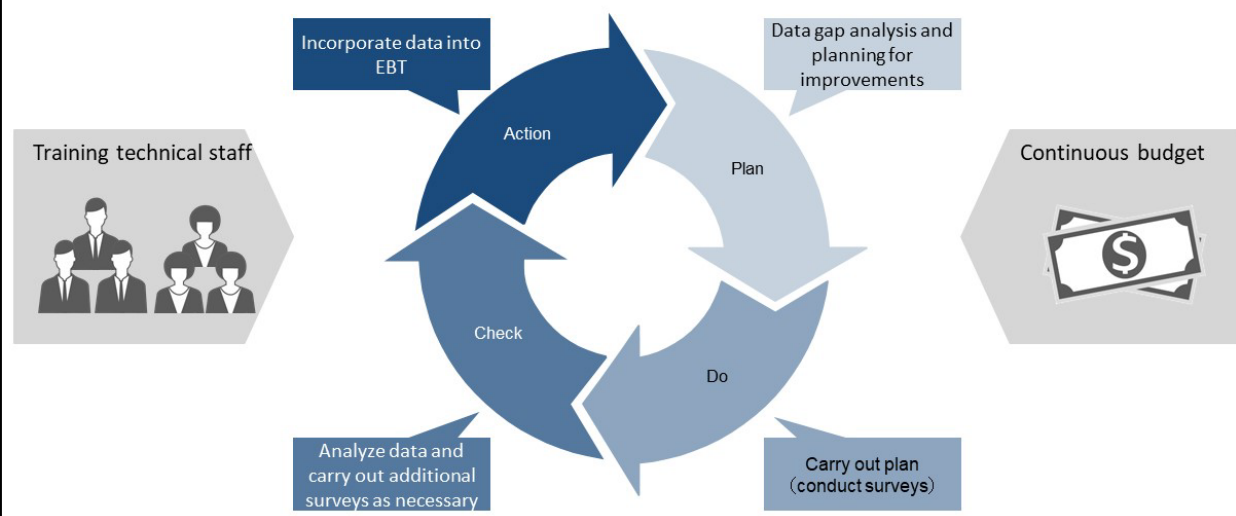 Incorporate data into
EBT
Data gap analysis and
planning for
improvements
Training technical staff
Continuous budget
Action
Plan
$
Check
Do
Analyze data and
carry out additional
surveys as necessary
Carry out plan
（conduct surveys）